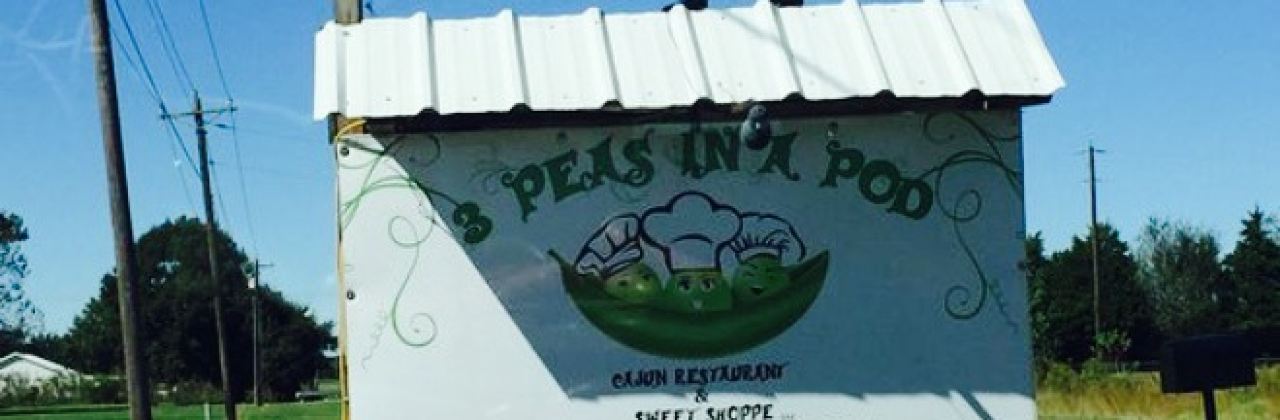 3 PEAS IN A POD
CAJUN RESTAURANT
&
SWEET SHOPPE